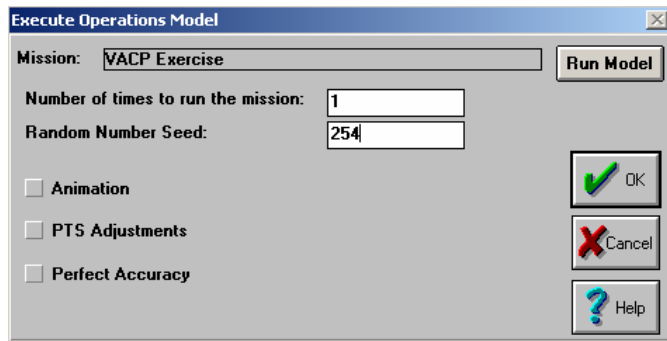 Execute Operations Model
Mission: VACP Exercise
Run Model
Number of times to run the mission: 1
Random Number Seed: 254
Animation
OK
PTS Adjustments
Cancel
Perfect Accuracy
Help